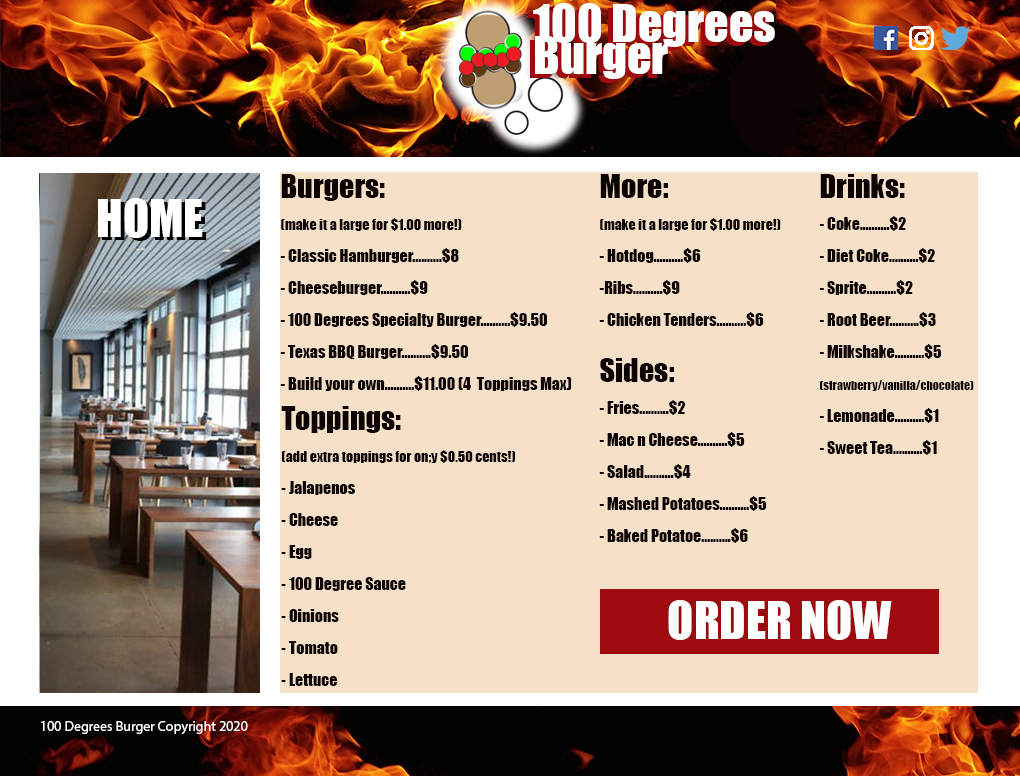 100 Degrees
Burger
HOME
Burgers:
(make it a large for $1.00 more!)
- Classic Hamburger..........$8
- Cheeseburger..........$9
- 100 Degrees Specialty Burger..........$9.50
- Texas BBQ Burger..........$9.50
- Build your own..........$11.00 (4  Toppings Max)
Toppings:
(add extra toppings for on;y $0.50 cents!)
- Jalapenos
- Cheese
- Egg
- 100 Degree Sauce
- Oinions
- Tomato
- Lettuce
More:
(make it a large for $1.00 more!)
- Hotdog..........$6
-Ribs..........$9
- Chicken Tenders..........$6
Sides:
- Fries..........$2
- Mac n Cheese..........$5
- Salad..........$4
- Mashed Potatoes..........$5
- Baked Potatoe..........$6
Drinks:
- Coke..........$2
- Diet Coke..........$2
- Sprite..........$2
- Root Beer..........$3
- Milkshake..........$5
(strawberry/vanilla/chocolate)
- Lemonade..........$1
- Sweet Tea..........$1
ORDER NOW
100 Degrees Burger Copyright 2020